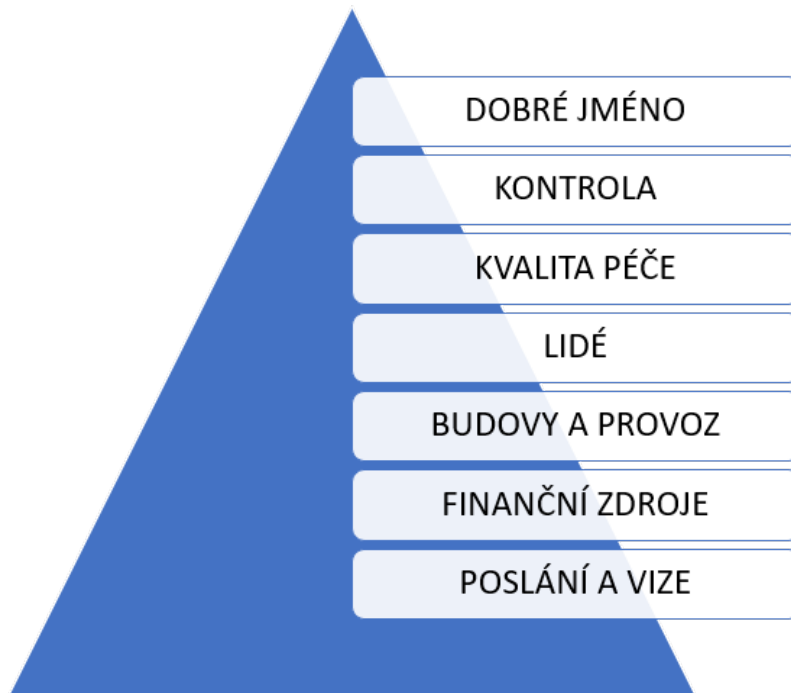 DOBRÉ JMÉNO
KONTROLA
KVALITA PÉČE
LIDÉ
BUDOVY A PROVOZ
FINANČNÍ ZDROJE
POSLÁNÍ A VIZE